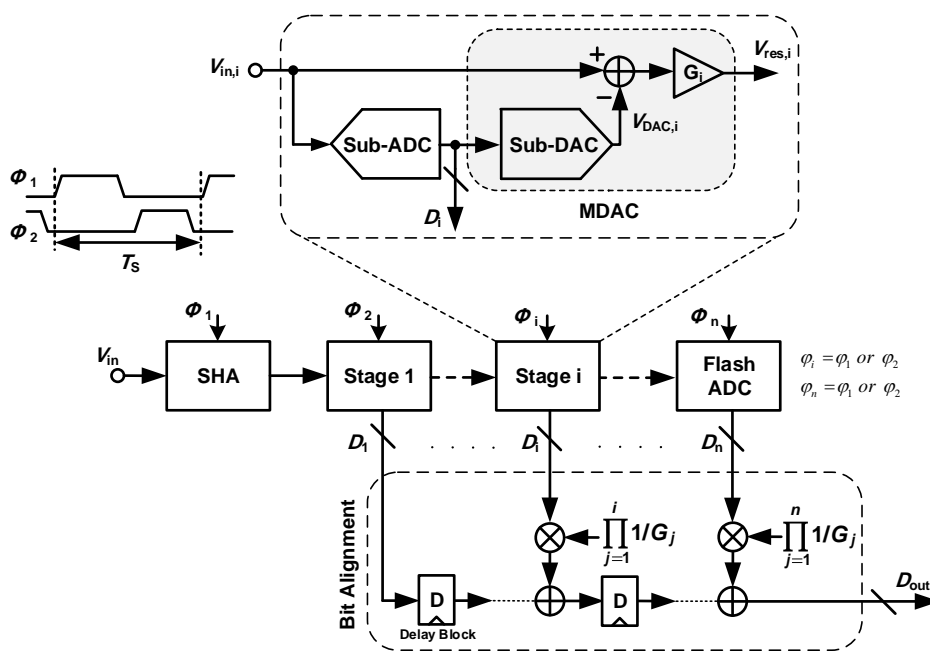 V_in,i
+
−
G_i
V_res,i
V_DAC,i
Sub-ADC
Sub-DAC
MDAC
D_i
Φ_1
Φ_2
T_S
Φ_1
Φ_2
Φ_i
Φ_n
V_in
SHA
Stage 1
Stage i
Flash
ADC
φ_i = φ_1 or φ_2
φ_n = φ_1 or φ_2
D_1
. . . .
D_i
. . . .
D_n
Bit Alignment
∏_{j=1}^{i} 1/G_j
∏_{j=1}^{n} 1/G_j
D
Delay Block
D
D_out